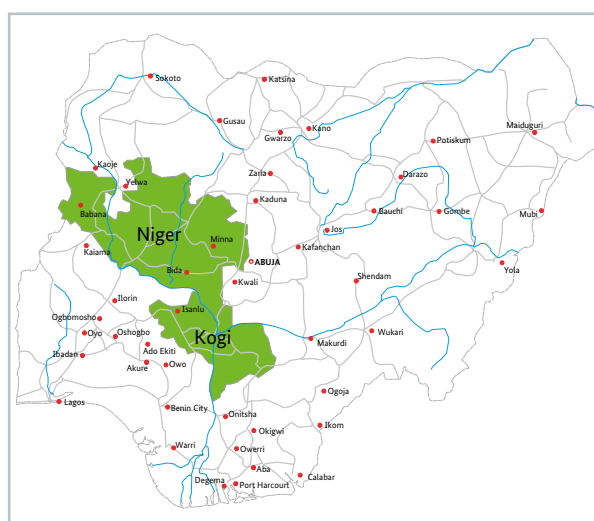 Sokoto
Katsina
Gusau
Kano
Gwarzo
Maiduguri
Potiskum
Kaoje
Zaria
Darazo
Yelwa
Kaduna
Babana
Bauchi
Gombe
Mubi
Niger
Minna
Jos
Kaiama
Kafanchan
ABUJA
Bida
Yola
Kwali
Shendam
Ilorin
Isanlu
Ogbomosho
Oyo
Oshogbo
Kogi
Wukari
Makurdi
Ado Ekiti
Ibadan
Akure
Owo
Ogoja
Lagos
Benin City
Onitsha
Ikom
Okigwi
Warri
Owerri
Aba
Calabar
Degema
Port Harcourt